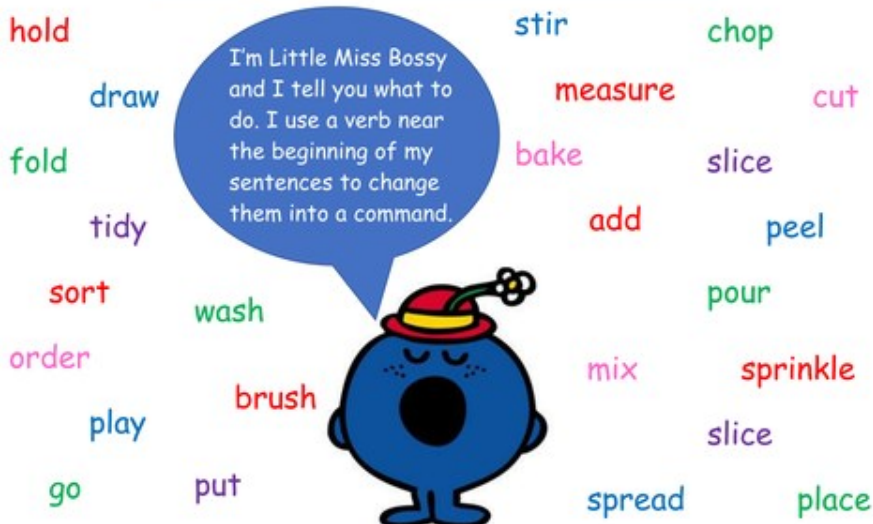 hold
stir
chop
I'm Little Miss Bossy
and I tell you what to
do. I use a verb near
the beginning of my
sentences to change
them into a command.
draw
measure
cut
fold
bake
slice
tidy
add
peel
sort
wash
pour
order
mix
sprinkle
brush
play
slice
go
put
spread
place